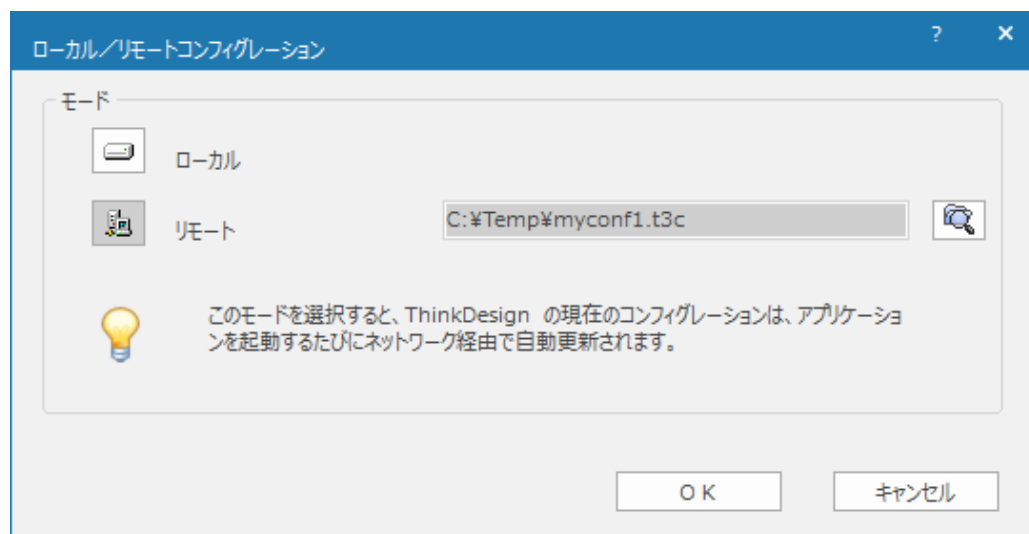 ローカル／リモートコンフィグレーション
?
×
モード
ローカル
リモート
C:¥Temp¥myconf1.t3c
このモードを選択すると、ThinkDesign の現在のコンフィグレーションは、アプリケーショ
ンを起動するたびにネットワーク経由で自動更新されます。
ＯＫ
キャンセル